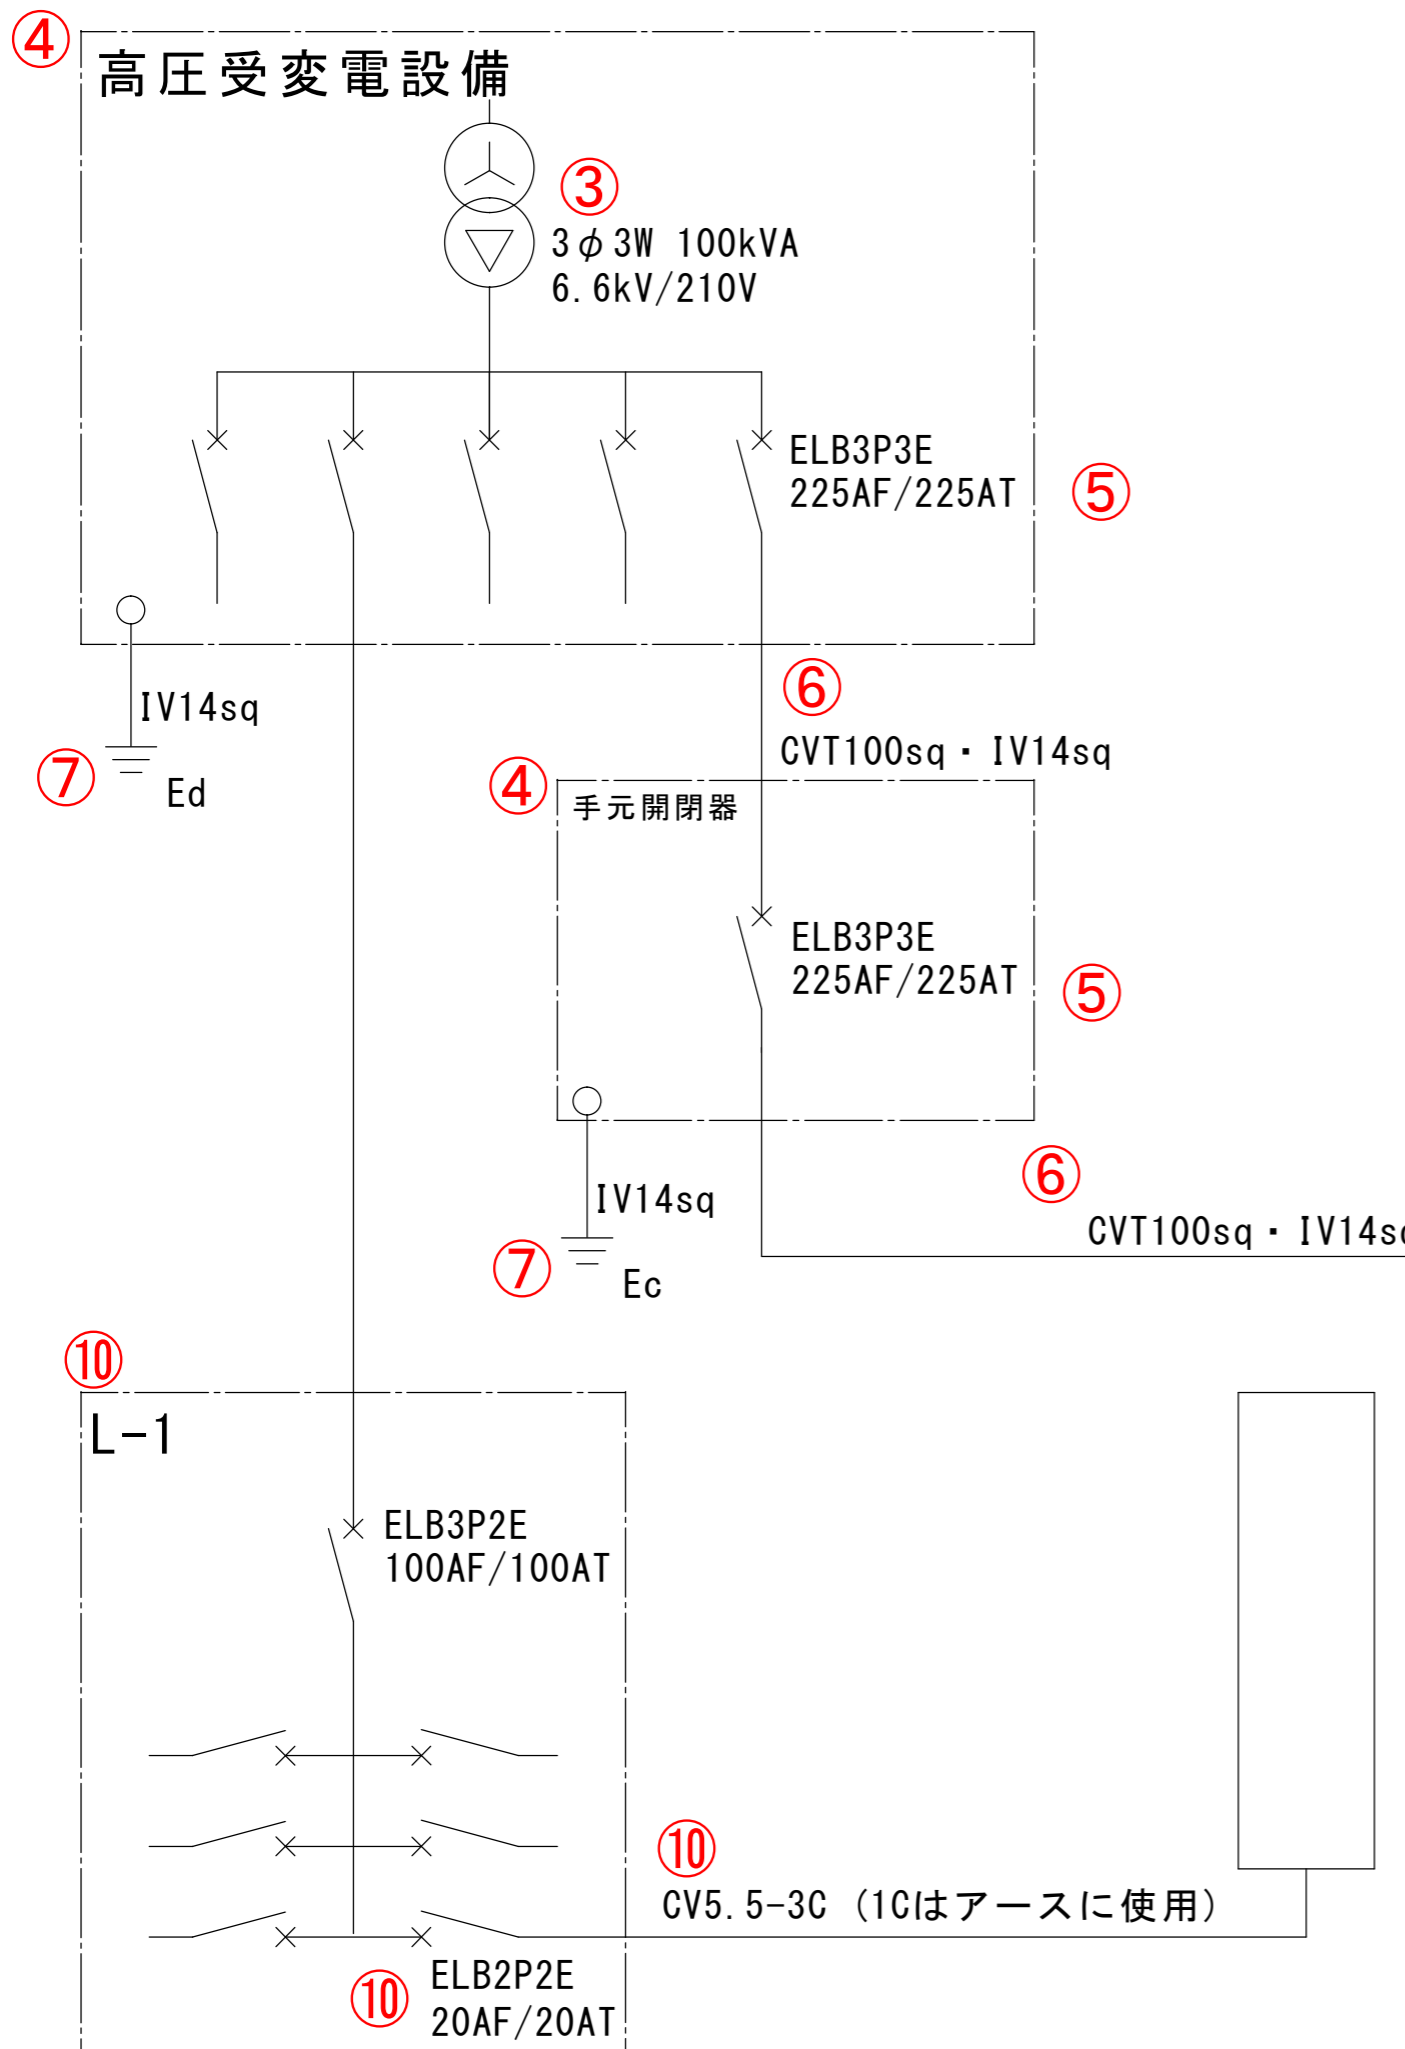 ④
高圧受変電設備
③
3φ3W 100kVA
6.6kV/210V
ELB3P3E
225AF/225AT
⑤
IV14sq
⑦
Ed
⑥
CVT100sq・IV14sq
④
手元開閉器
ELB3P3E
225AF/225AT
⑤
IV14sq
⑦
Ec
⑥
CVT100sq・IV14sq
⑩
L-1
ELB3P2E
100AF/100AT
⑩
CV5.5-3C (1Cはアースに使用)
⑩
ELB2P2E
20AF/20AT